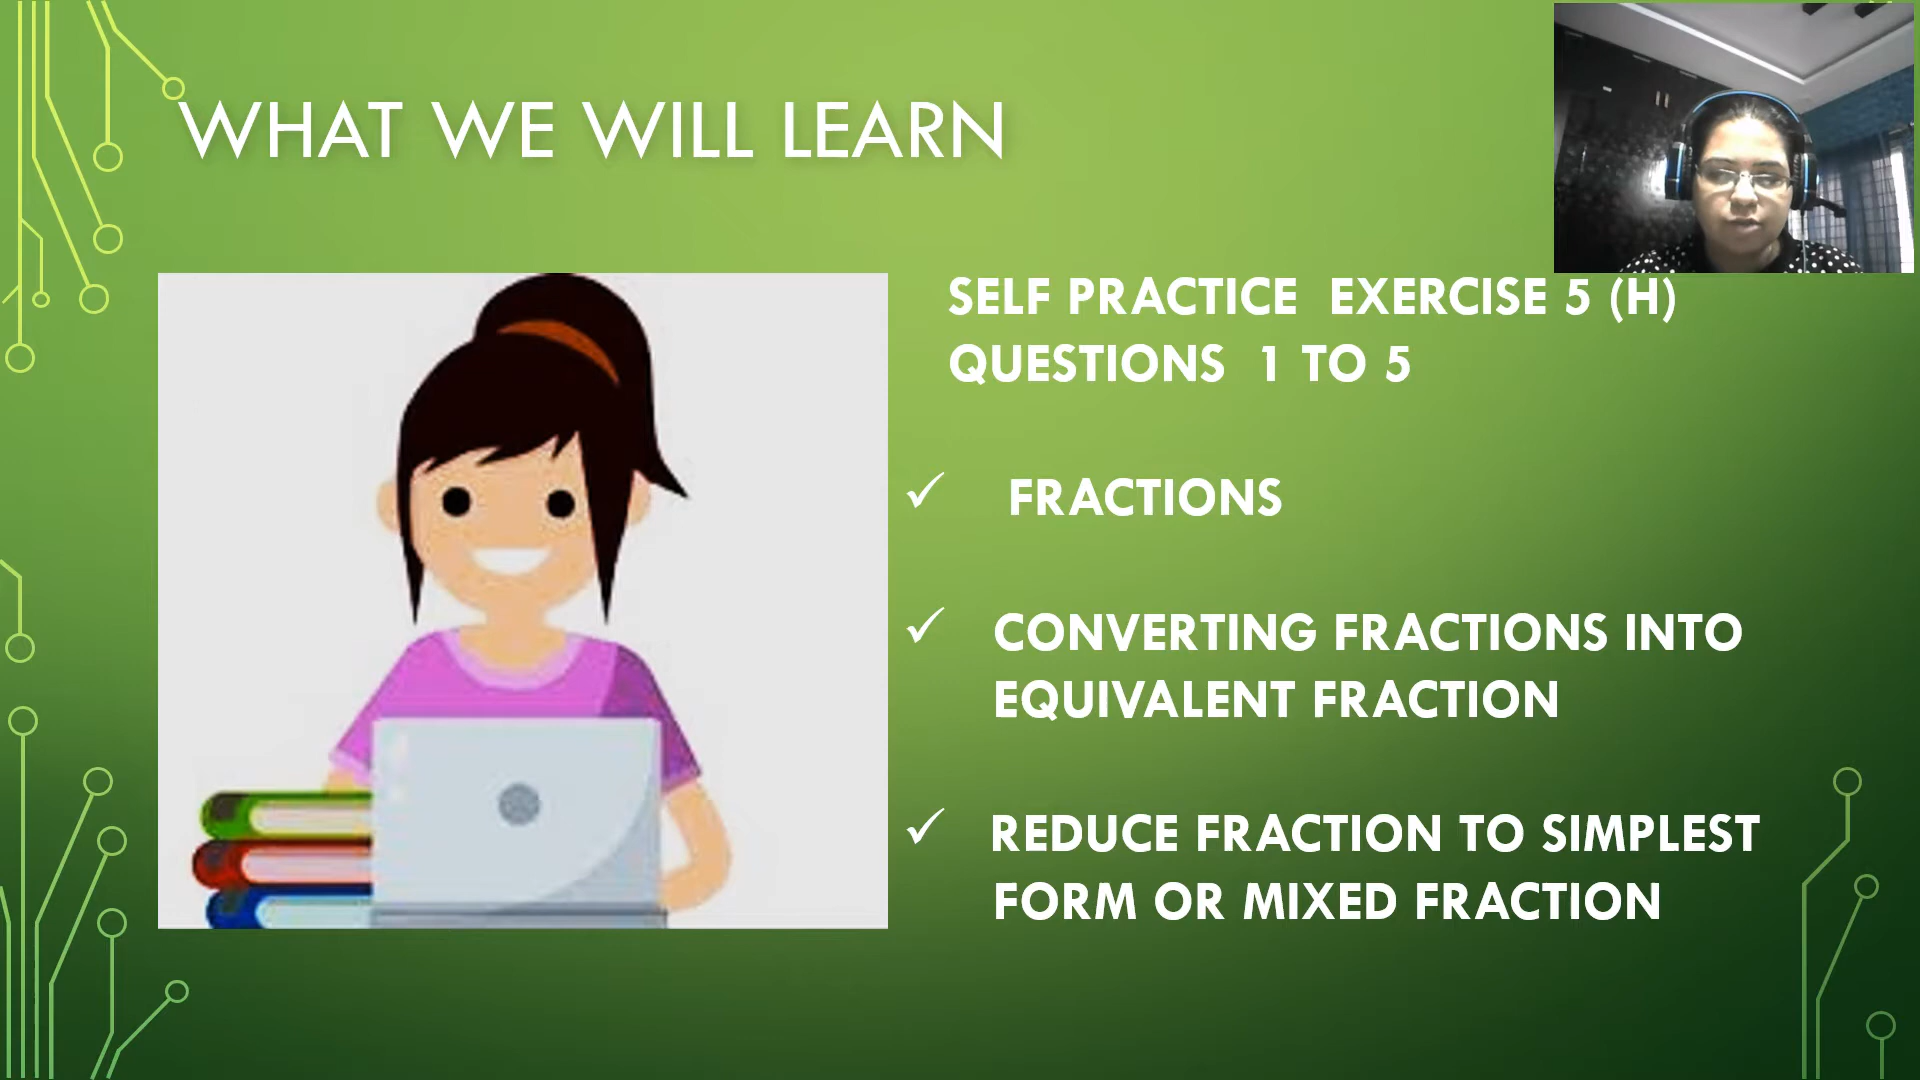 WHAT WE WILL LEARN
SELF PRACTICE EXERCISE 5 (H)
QUESTIONS 1 TO 5
✓ FRACTIONS
✓ CONVERTING FRACTIONS INTO
EQUIVALENT FRACTION
✓ REDUCE FRACTION TO SIMPLEST
FORM OR MIXED FRACTION